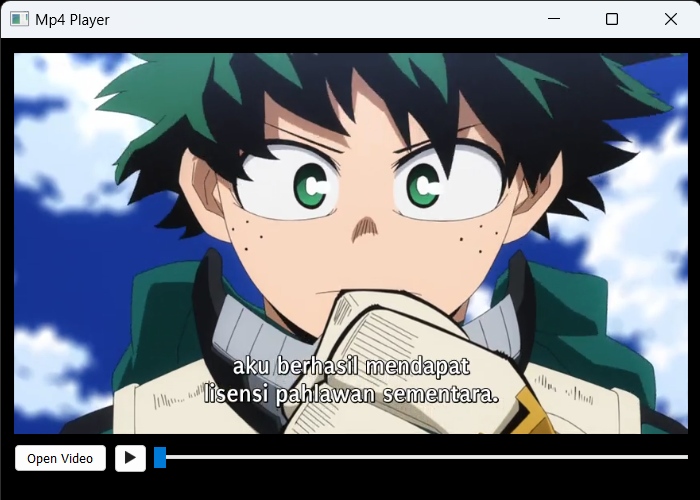 Mp4 Player
aku berhasil mendapat
lisensi pahlawan sementara.
Open Video